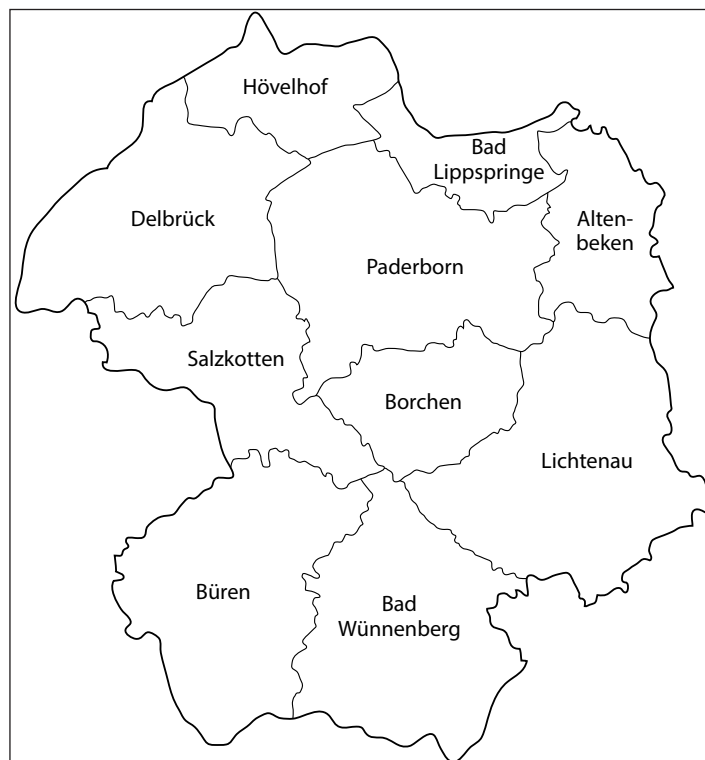 Hövelhof
Bad
Lippspringe
Delbrück
Alten-
beken
Paderborn
Salzkotten
Borchen
Lichtenau
Büren
Bad
Wünnenberg